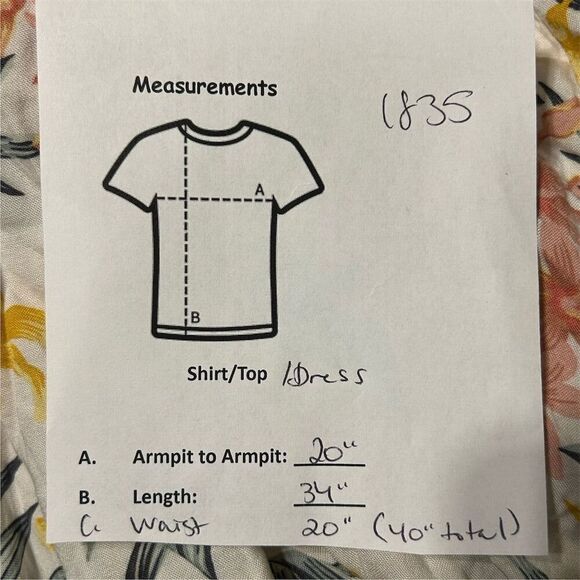 Measurements
1835
A
B
Shirt/Top /Dress
A. Armpit to Armpit: 20"
B. Length: 34"
C. Waist 20" (40" total)